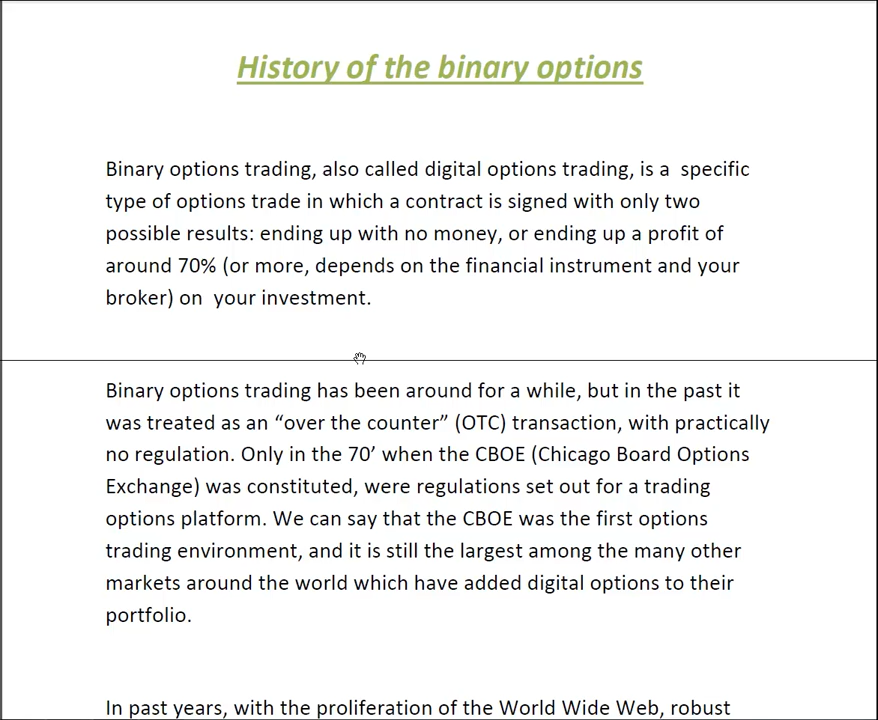 History of the binary options
Binary options trading, also called digital options trading, is a  specific
type of options trade in which a contract is signed with only two
possible results: ending up with no money, or ending up a profit of
around 70% (or more, depends on the financial instrument and your
broker) on  your investment.
Binary options trading has been around for a while, but in the past it
was treated as an “over the counter” (OTC) transaction, with practically
no regulation. Only in the 70’ when the CBOE (Chicago Board Options
Exchange) was constituted, were regulations set out for a trading
options platform. We can say that the CBOE was the first options
trading environment, and it is still the largest among the many other
markets around the world which have added digital options to their
portfolio.
In past years, with the proliferation of the World Wide Web, robust